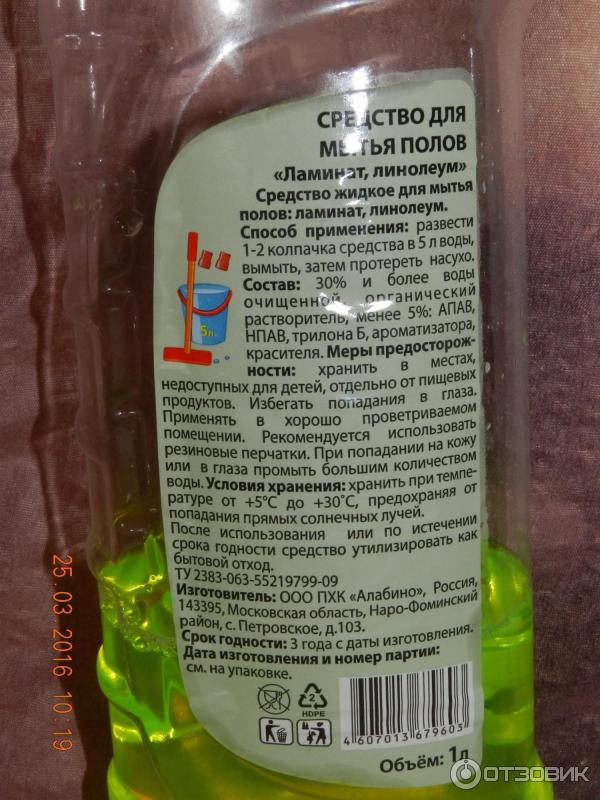 СРЕДСТВО ДЛЯ
МЫТЬЯ ПОЛОВ
«Ламинат, линолеум»
Средство жидкое для мытья
полов: ламинат, линолеум.
Способ применения: развести
1-2 колпачка средства в 5 л воды,
вымыть, затем протереть насухо.
Состав: 30% и более воды
очищенной, органический
растворитель, менее 5%: АПАВ,
НПАВ, трилона Б, ароматизатора,
красителя. Меры предосторож-
ности: хранить в местах,
недоступных для детей, отдельно от пищевых
продуктов. Избегать попадания в глаза.
Применять в хорошо проветриваемом
помещении. Рекомендуется использовать
резиновые перчатки. При попадании на кожу
или в глаза промыть большим количеством
воды. Условия хранения: хранить при темпе-
ратуре от +5°С до +30°С, предохраняя от
попадания прямых солнечных лучей.
После использования или по истечении
срока годности средство утилизировать как
бытовой отход.
ТУ 2383-063-55219799-09
Изготовитель: ООО ПХК «Алабино», Россия,
143395, Московская область, Наро-Фоминский
район, с. Петровское, д.103.
Срок годности: 3 года с даты изготовления.
Дата изготовления и номер партии:
см. на упаковке.
5л.
2
HDPE
4607013679603
Объём: 1л
25.03.2016 10:19
ОТЗОВИК